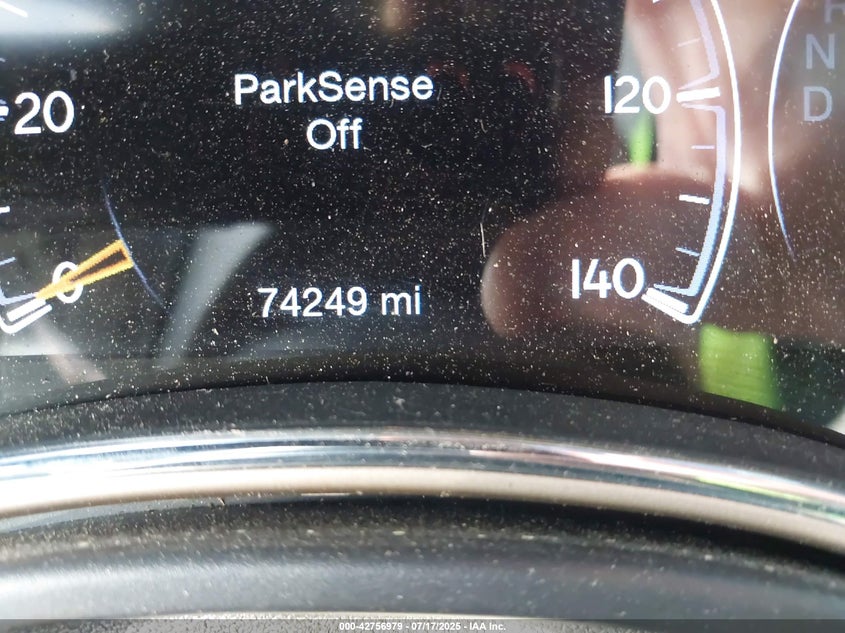 ParkSense
Off
20
120
0
140
74249 mi
R
N
D
000-42756979 - 07/17/2025 - IAA Inc.